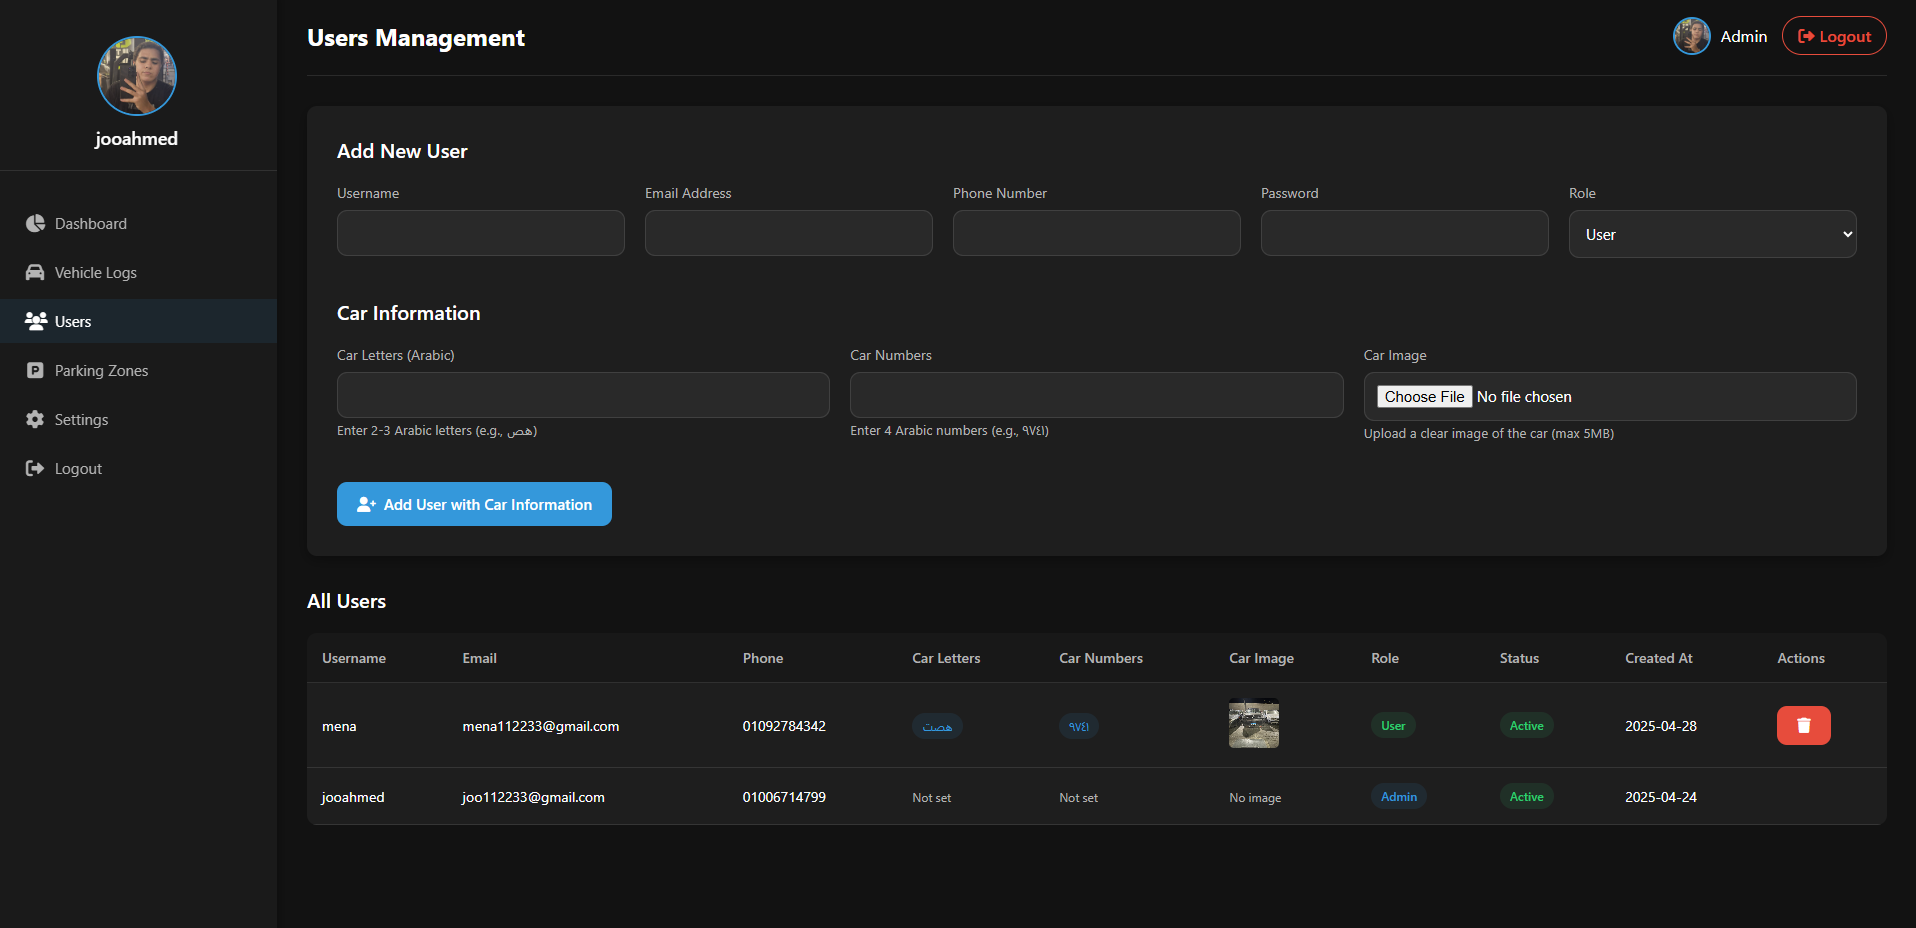 jooahmed
Dashboard
Vehicle Logs
Users
Parking Zones
Settings
Logout
Users Management
Admin
Logout
Add New User
Username Email Address Phone Number Password Role
User
Car Information
Car Letters (Arabic) Car Numbers Car Image
Choose File No file chosen
Enter 2-3 Arabic letters (e.g., هص) Enter 4 Arabic numbers (e.g., ٩٧٤١) Upload a clear image of the car (max 5MB)
Add User with Car Information
All Users
Username Email Phone Car Letters Car Numbers Car Image Role Status Created At Actions
mena mena112233@gmail.com 01092784342 هصت ٩٧٤١ User Active 2025-04-28
jooahmed joo112233@gmail.com 01006714799 Not set Not set No image Admin Active 2025-04-24